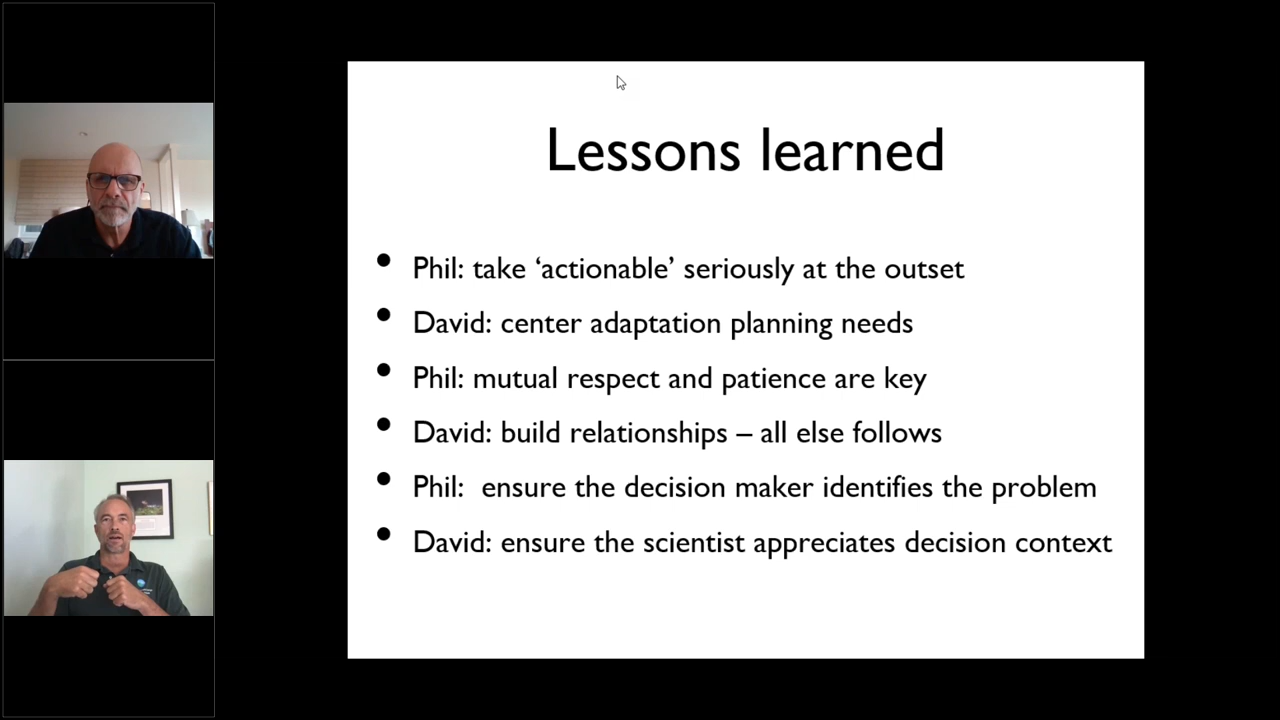 Lessons learned
• Phil: take ‘actionable’ seriously at the outset
• David: center adaptation planning needs
• Phil: mutual respect and patience are key
• David: build relationships – all else follows
• Phil:  ensure the decision maker identifies the problem
• David: ensure the scientist appreciates decision context